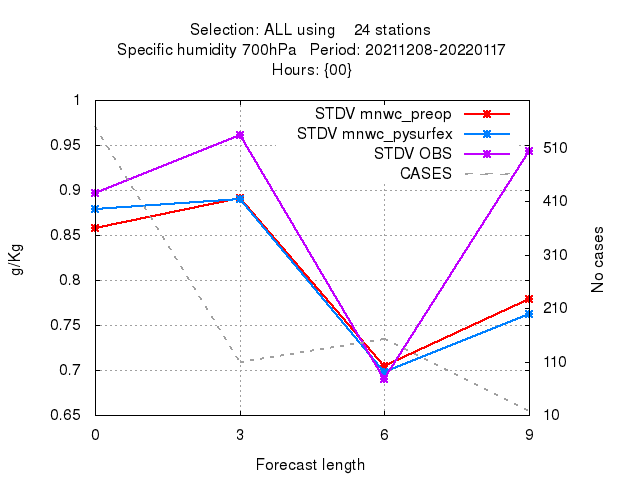 Selection: ALL using    24 stations
Specific humidity 700hPa   Period: 20211208-20220117
Hours: {00}
STDV mnwc_preop
STDV mnwc_pysurfex
STDV OBS
CASES
1
0.95
0.9
0.85
0.8
0.75
0.7
0.65
g/Kg
510
410
310
210
110
10
No cases
0 3 6 9
Forecast length